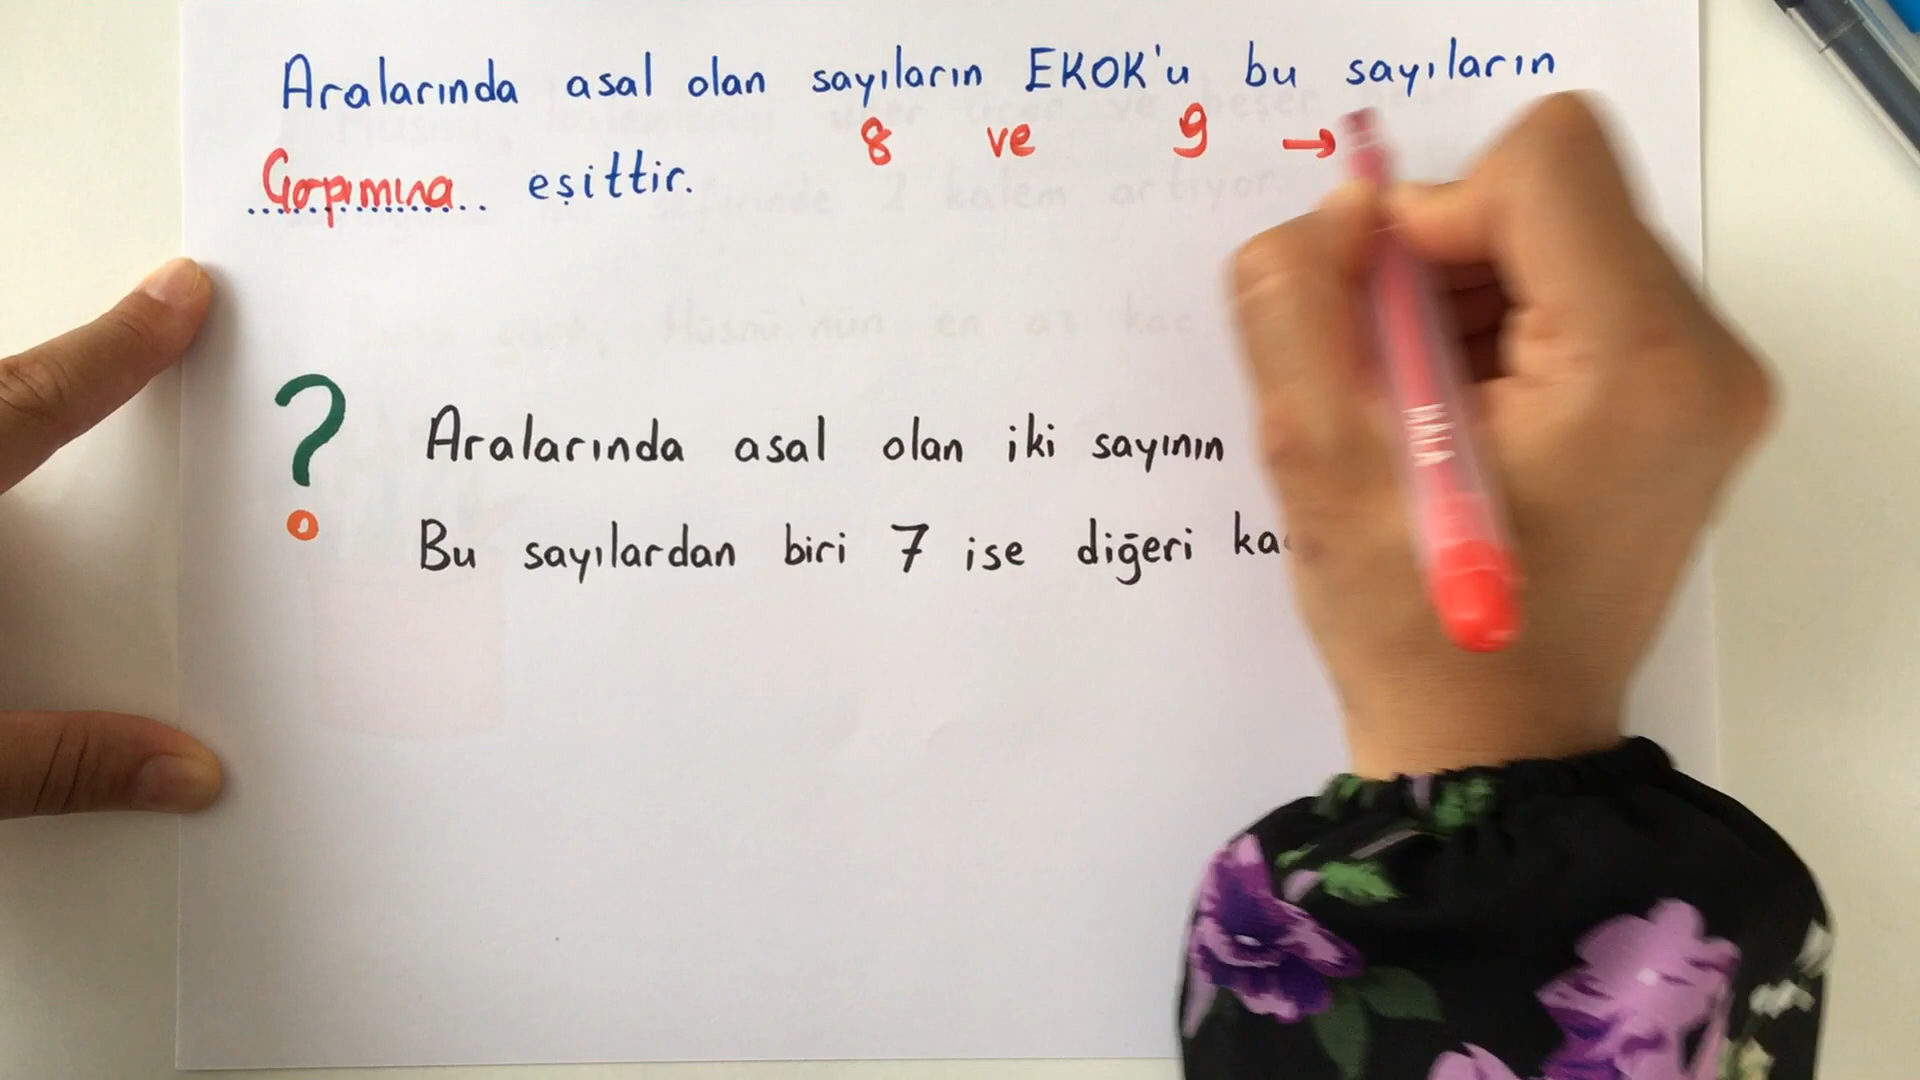 Aralarında asal olan sayıların EKOK'u bu sayıların
8 ve 9 →
Çarpımına eşittir.
Aralarında asal olan iki sayının
Bu sayılardan biri 7 ise diğeri